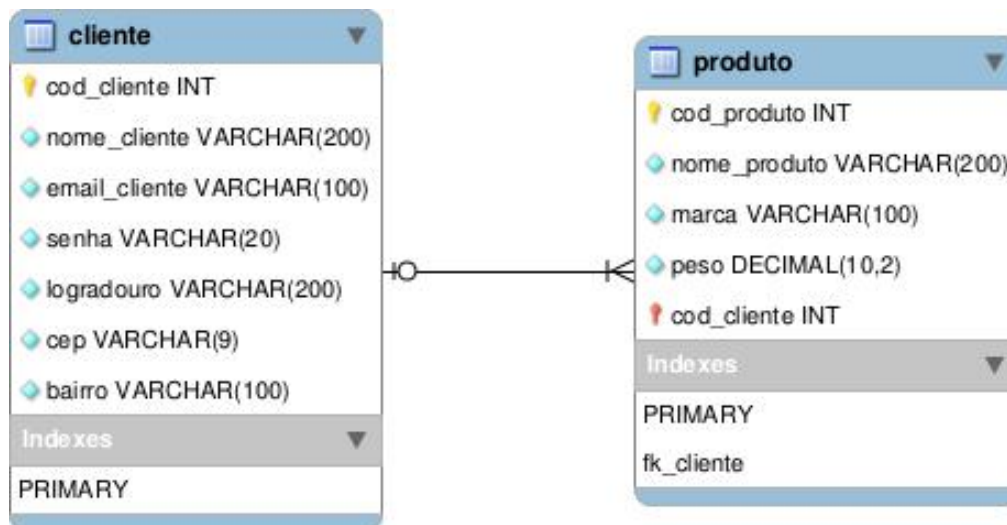 cliente
cod_cliente INT
nome_cliente VARCHAR(200)
email_cliente VARCHAR(100)
senha VARCHAR(20)
logradouro VARCHAR(200)
cep VARCHAR(9)
bairro VARCHAR(100)
Indexes
PRIMARY
produto
cod_produto INT
nome_produto VARCHAR(200)
marca VARCHAR(100)
peso DECIMAL(10,2)
cod_cliente INT
Indexes
PRIMARY
fk_cliente